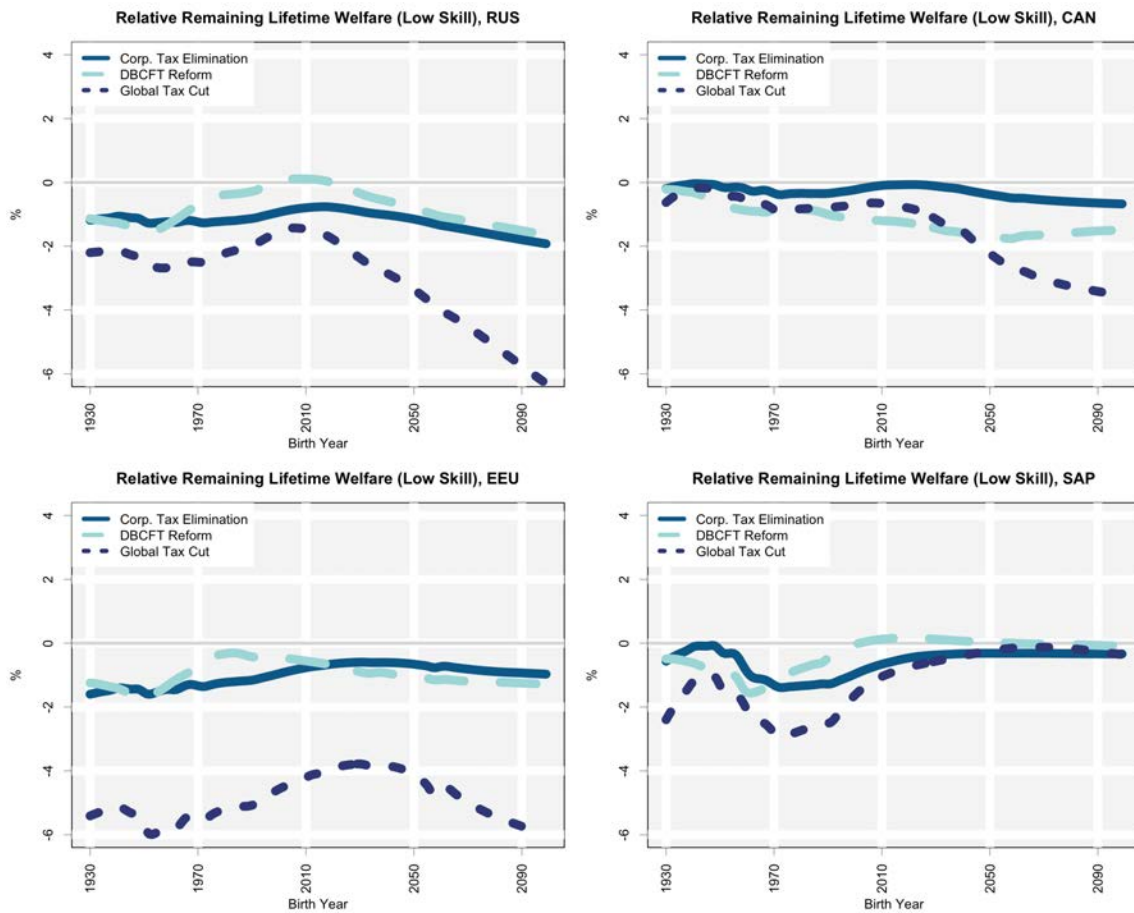 Relative Remaining Lifetime Welfare (Low Skill), RUS
Corp. Tax Elimination
DBCFT Reform
Global Tax Cut
%
4
2
0
-2
-4
-6
1930
1970
2010
2050
2090
Birth Year
Relative Remaining Lifetime Welfare (Low Skill), CAN
Corp. Tax Elimination
DBCFT Reform
Global Tax Cut
%
4
2
0
-2
-4
-6
1930
1970
2010
2050
2090
Birth Year
Relative Remaining Lifetime Welfare (Low Skill), EEU
Corp. Tax Elimination
DBCFT Reform
Global Tax Cut
%
4
2
0
-2
-4
-6
1930
1970
2010
2050
2090
Birth Year
Relative Remaining Lifetime Welfare (Low Skill), SAP
Corp. Tax Elimination
DBCFT Reform
Global Tax Cut
%
4
2
0
-2
-4
-6
1930
1970
2010
2050
2090
Birth Year